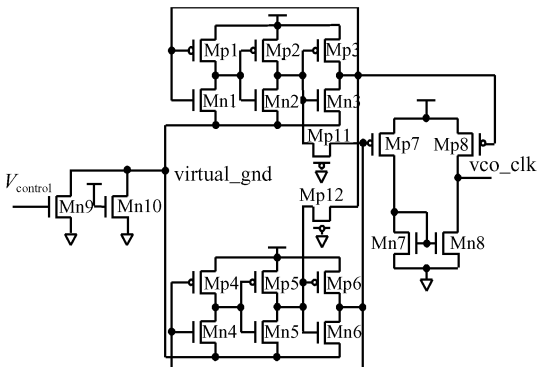 Mp1 Mp2 Mp3
Mn1 Mn2 Mn3
Mp11 Mp7 Mp8
Vcontrol virtual_gnd vco_clk
Mn9 Mn10 Mp12
Mn7 Mn8
Mp4 Mp5 Mp6
Mn4 Mn5 Mn6